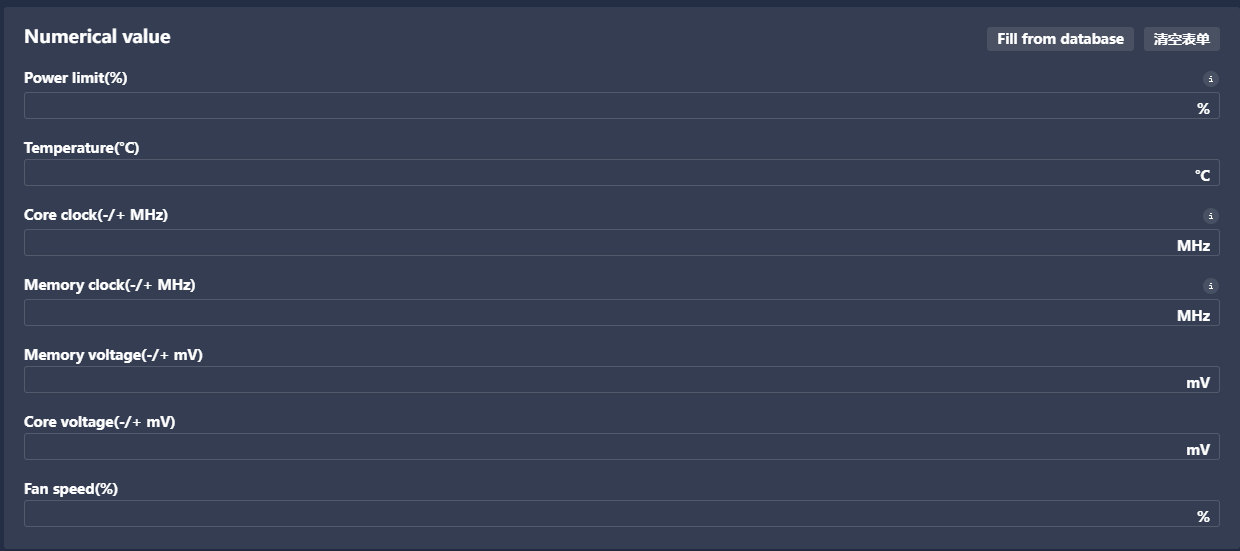 Numerical value
Fill from database
清空表单
Power limit(%)
i
%
Temperature(°C)
°C
Core clock(-/+ MHz)
i
MHz
Memory clock(-/+ MHz)
i
MHz
Memory voltage(-/+ mV)
mV
Core voltage(-/+ mV)
mV
Fan speed(%)
%